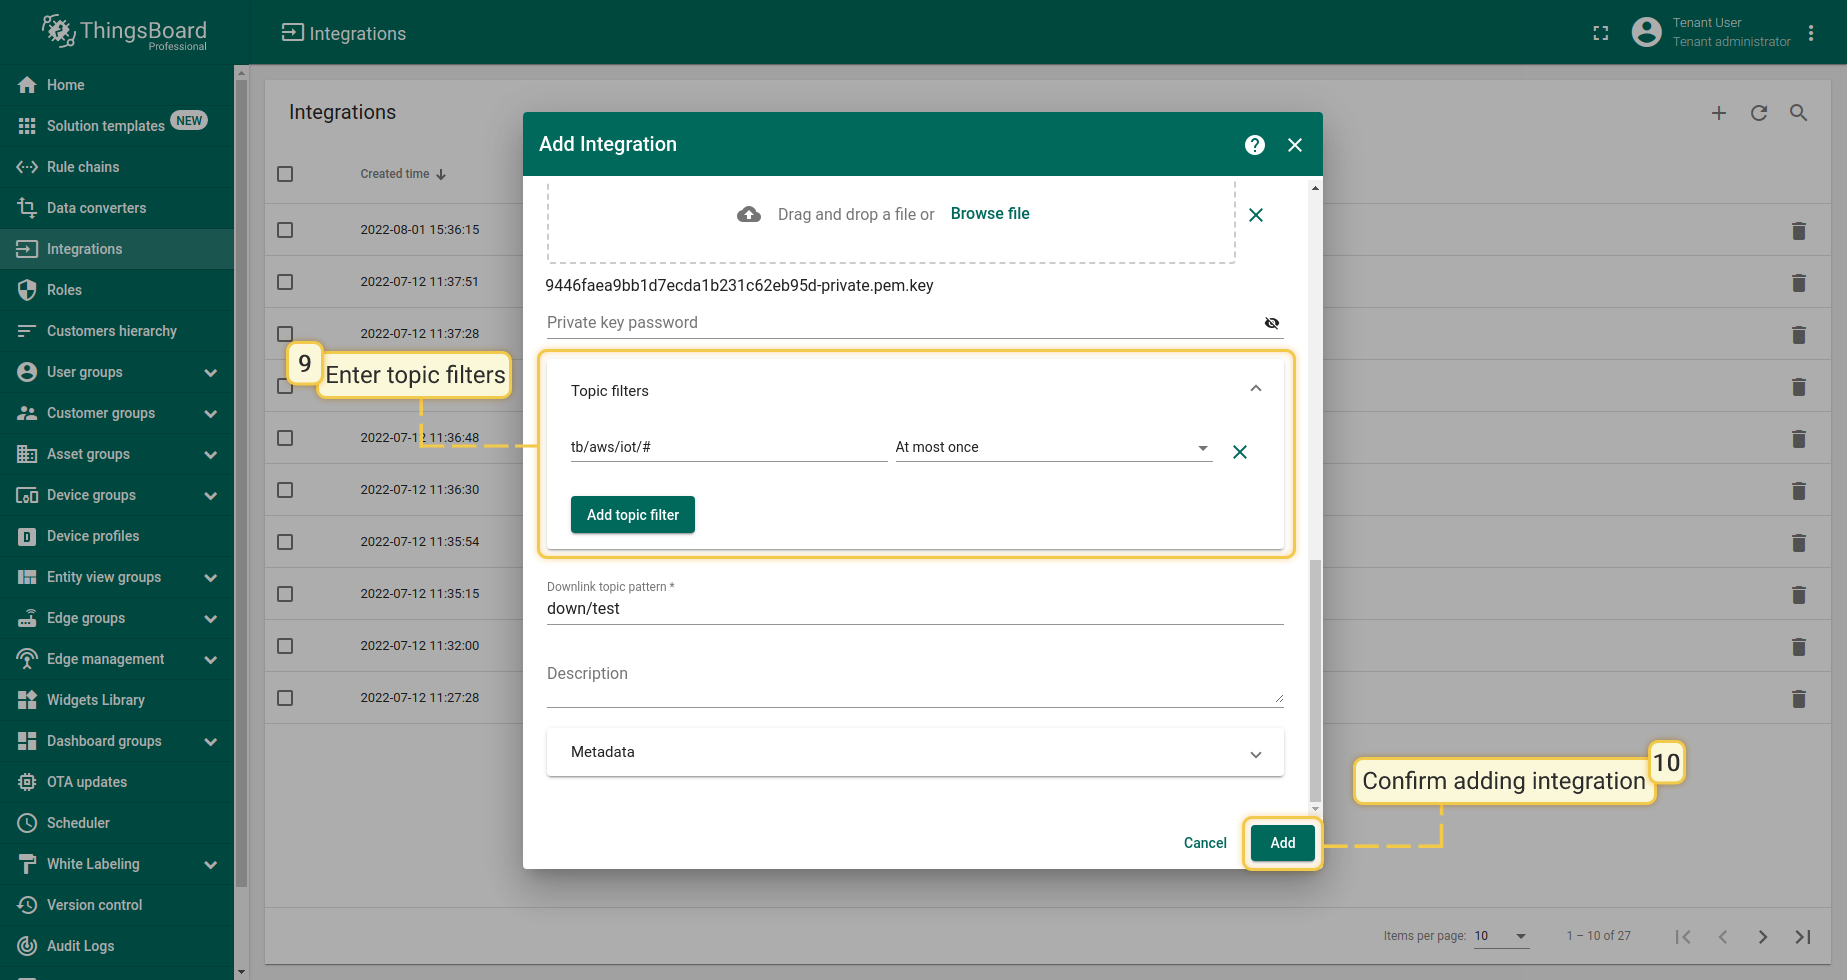 ThingsBoard
Professional
Integrations
Tenant User
Tenant administrator
Home
Solution templates NEW
Rule chains
Data converters
Integrations
Roles
Customers hierarchy
User groups
Customer groups
Asset groups
Device groups
Device profiles
Entity view groups
Edge groups
Edge management
Widgets Library
Dashboard groups
OTA updates
Scheduler
White Labeling
Version control
Audit Logs
Integrations
Created time
2022-08-01 15:36:15
2022-07-12 11:37:51
2022-07-12 11:37:28
2022-07-12 11:36:48
2022-07-12 11:36:30
2022-07-12 11:35:54
2022-07-12 11:35:15
2022-07-12 11:32:00
2022-07-12 11:27:28
9
Enter topic filters
Add Integration
Drag and drop a file or Browse file
9446faea9bb1d7ecda1b231c62eb95d-private.pem.key
Private key password
Topic filters
tb/aws/iot/# At most once
Add topic filter
Downlink topic pattern *
down/test
Description
Metadata
Cancel Add
10
Confirm adding integration
Items per page: 10 1 – 10 of 27